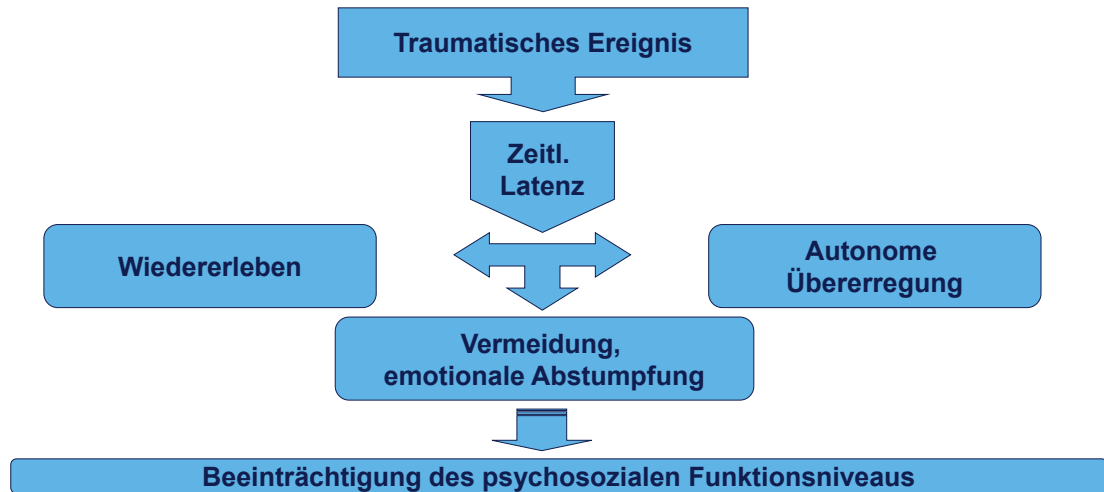 Traumatisches Ereignis
Zeitl.
Latenz
Wiedererleben
Autonome
Übererregung
Vermeidung,
emotionale Abstumpfung
Beeinträchtigung des psychosozialen Funktionsniveaus